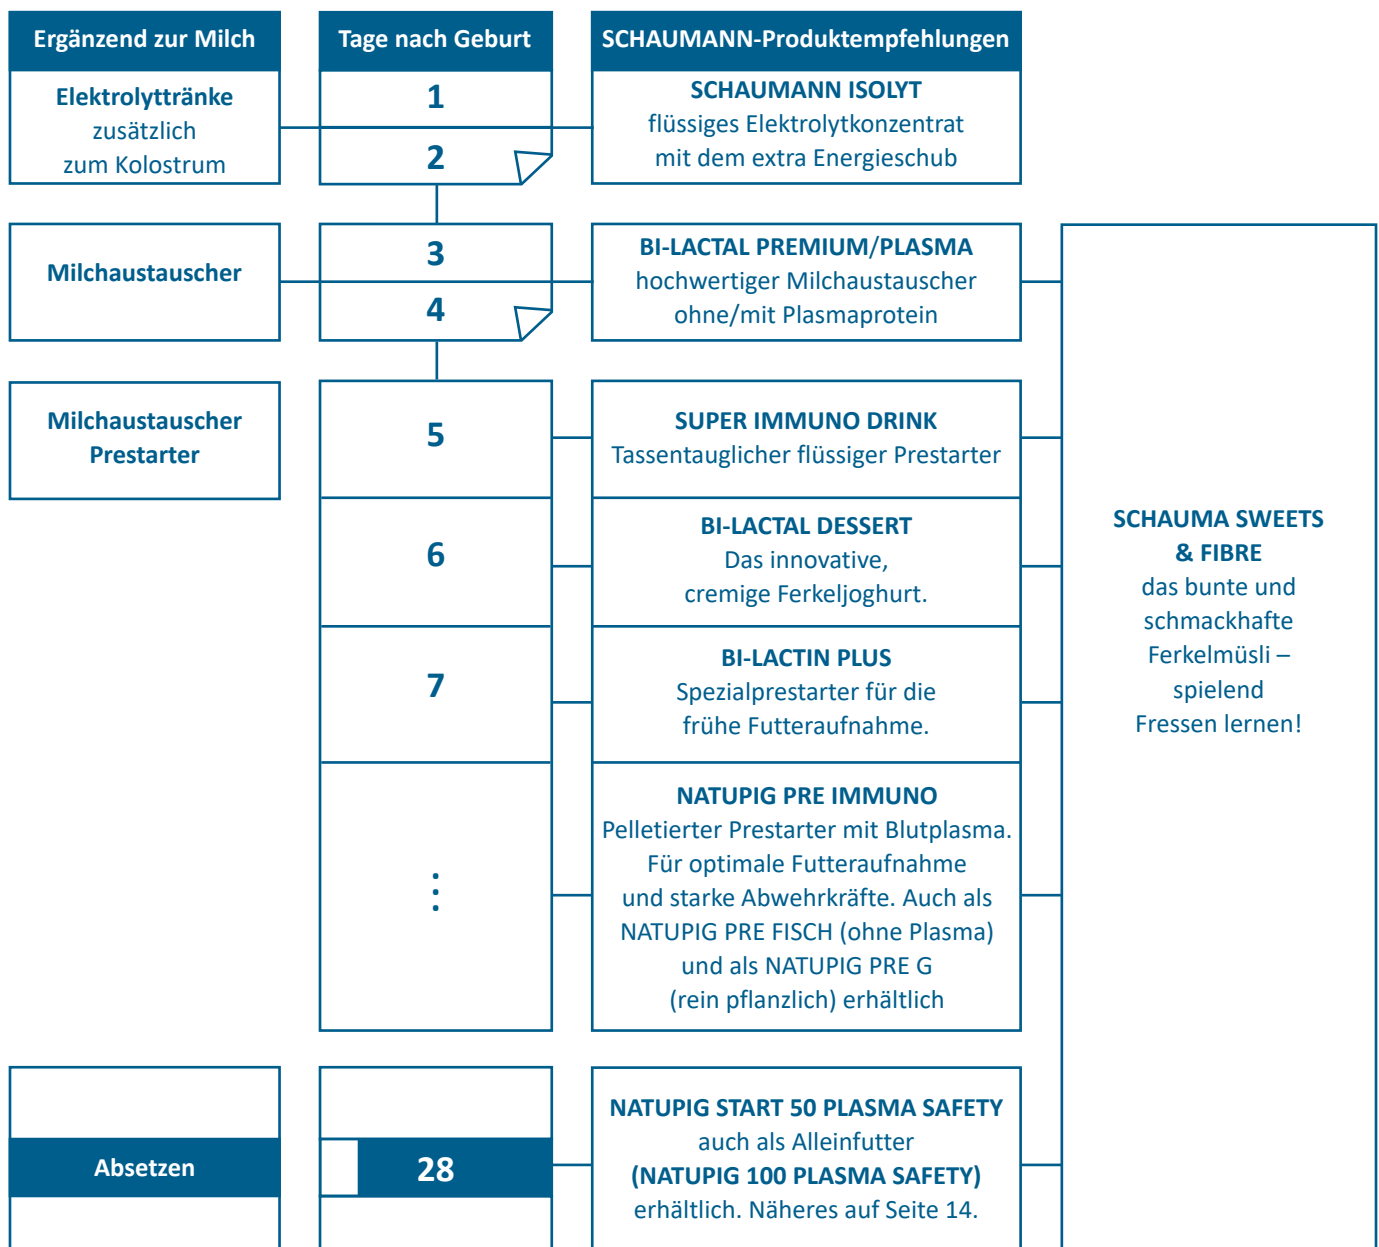 Ergänzend zur Milch
Tage nach Geburt
SCHAUMANN-Produktempfehlungen
Elektrolyttränke
zusätzlich
zum Kolostrum
1
2
SCHAUMANN ISOLYT
flüssiges Elektrolytkonzentrat
mit dem extra Energieschub
Milchaustauscher
3
4
BI-LACTAL PREMIUM/PLASMA
hochwertiger Milchaustauscher
ohne/mit Plasmaprotein
Milchaustauscher
Prestarter
5
SUPER IMMUNO DRINK
Tassentauglicher flüssiger Prestarter
6
BI-LACTAL DESSERT
Das innovative,
cremige Ferkeljoghurt.
7
BI-LACTIN PLUS
Spezialprestarter für die
frühe Futteraufnahme.
⋮
NATUPIG PRE IMMUNO
Pelletierter Prestarter mit Blutplasma.
Für optimale Futteraufnahme
und starke Abwehrkräfte. Auch als
NATUPIG PRE FISCH (ohne Plasma)
und als NATUPIG PRE G
(rein pflanzlich) erhältlich
SCHAUMA SWEETS
& FIBRE
das bunte und
schmackhafte
Ferkelmüsli –
spielend
Fressen lernen!
Absetzen
28
NATUPIG START 50 PLASMA SAFETY
auch als Alleinfutter
(NATUPIG 100 PLASMA SAFETY)
erhältlich. Näheres auf Seite 14.